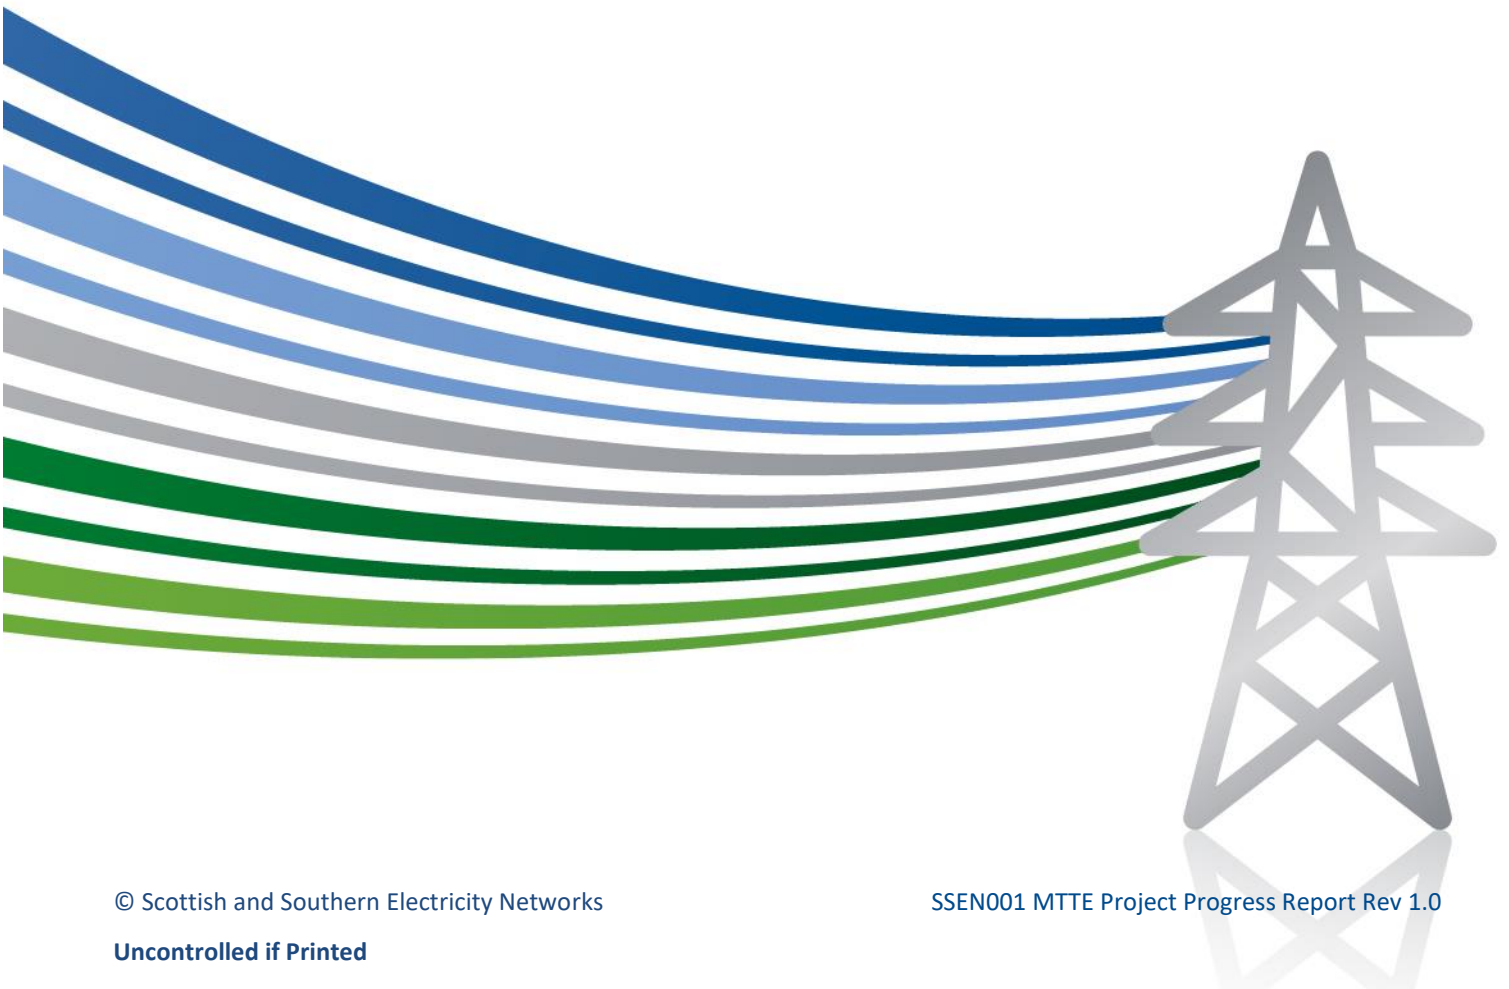 © Scottish and Southern Electricity Networks
SSEN001 MTTE Project Progress Report Rev 1.0
Uncontrolled if Printed